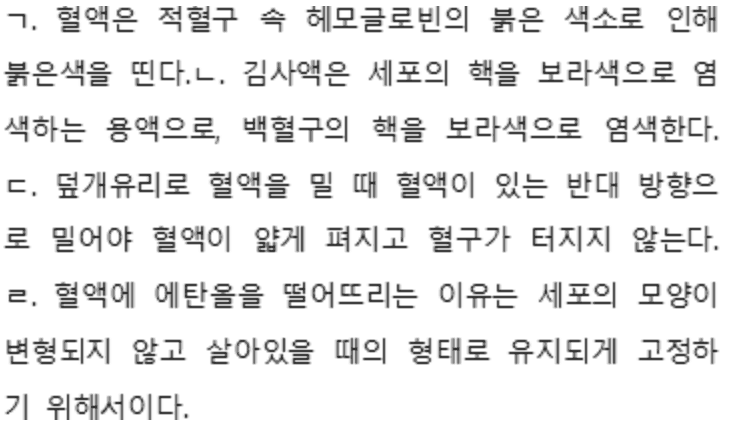 ㄱ. 혈액은 적혈구 속 헤모글로빈의 붉은 색소로 인해
붉은색을 띤다.ㄴ. 김사액은 세포의 핵을 보라색으로 염
색하는 용액으로, 백혈구의 핵을 보라색으로 염색한다.
ㄷ. 덮개유리로 혈액을 밀 때 혈액이 있는 반대 방향으
로 밀어야 혈액이 얇게 펴지고 혈구가 터지지 않는다.
ㄹ. 혈액에 에탄올을 떨어뜨리는 이유는 세포의 모양이
변형되지 않고 살아있을 때의 형태로 유지되게 고정하
기 위해서이다.